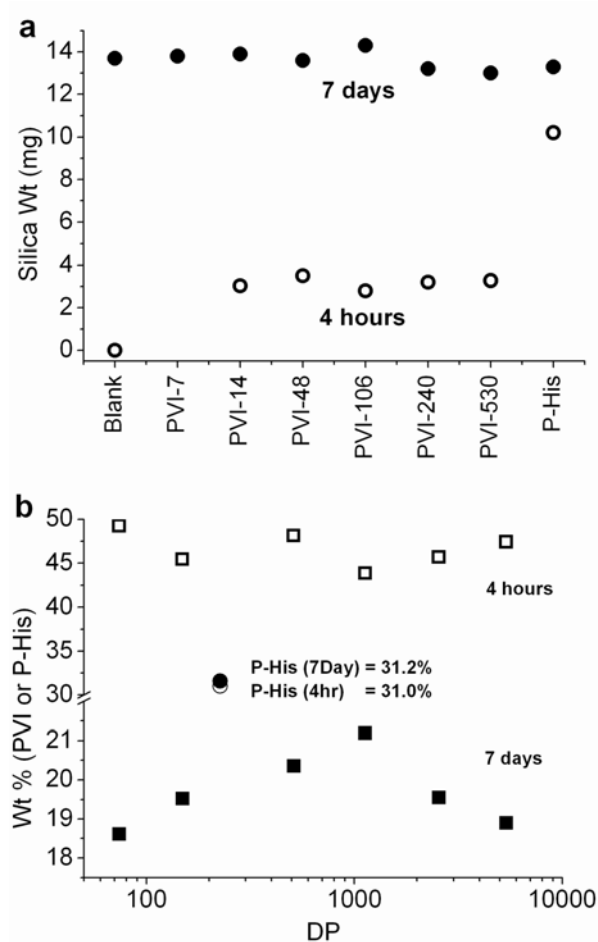 a
Silica Wt (mg)
14
12
10
8
6
4
2
0
7 days
4 hours
Blank
PVI-7
PVI-14
PVI-48
PVI-106
PVI-240
PVI-530
P-His
b
Wt % (PVI or P-His)
50
45
40
35
30
21
20
19
18
4 hours
P-His (7Day) = 31.2%
P-His (4hr) = 31.0%
7 days
100 1000 10000
DP